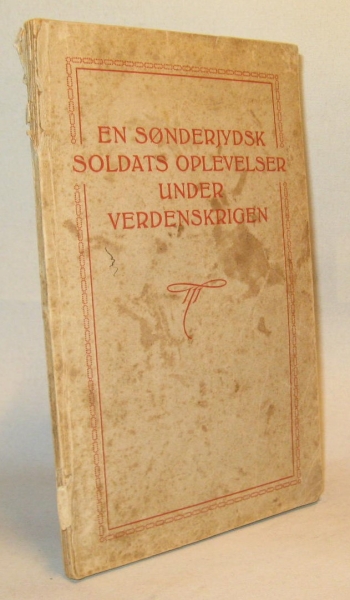 EN SØNDERJYDSK
SOLDATS OPLEVELSER
UNDER
VERDENSKRIGEN